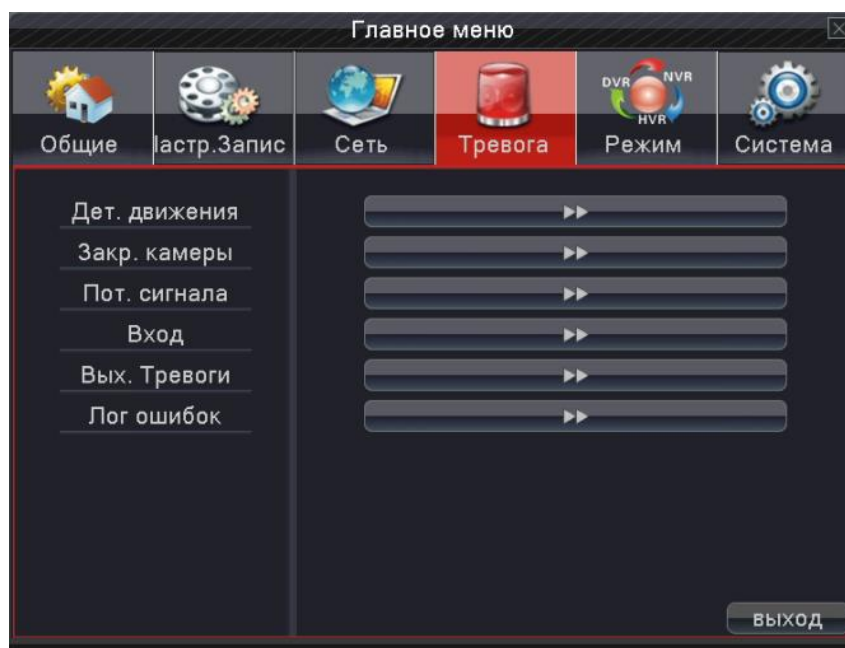 Главное меню
DVR NVR
HVR
Общие Настр.Запис Сеть Тревога Режим Система
Дет. движения
Закр. камеры
Пот. сигнала
Вход
Вых. Тревоги
Лог ошибок
выход